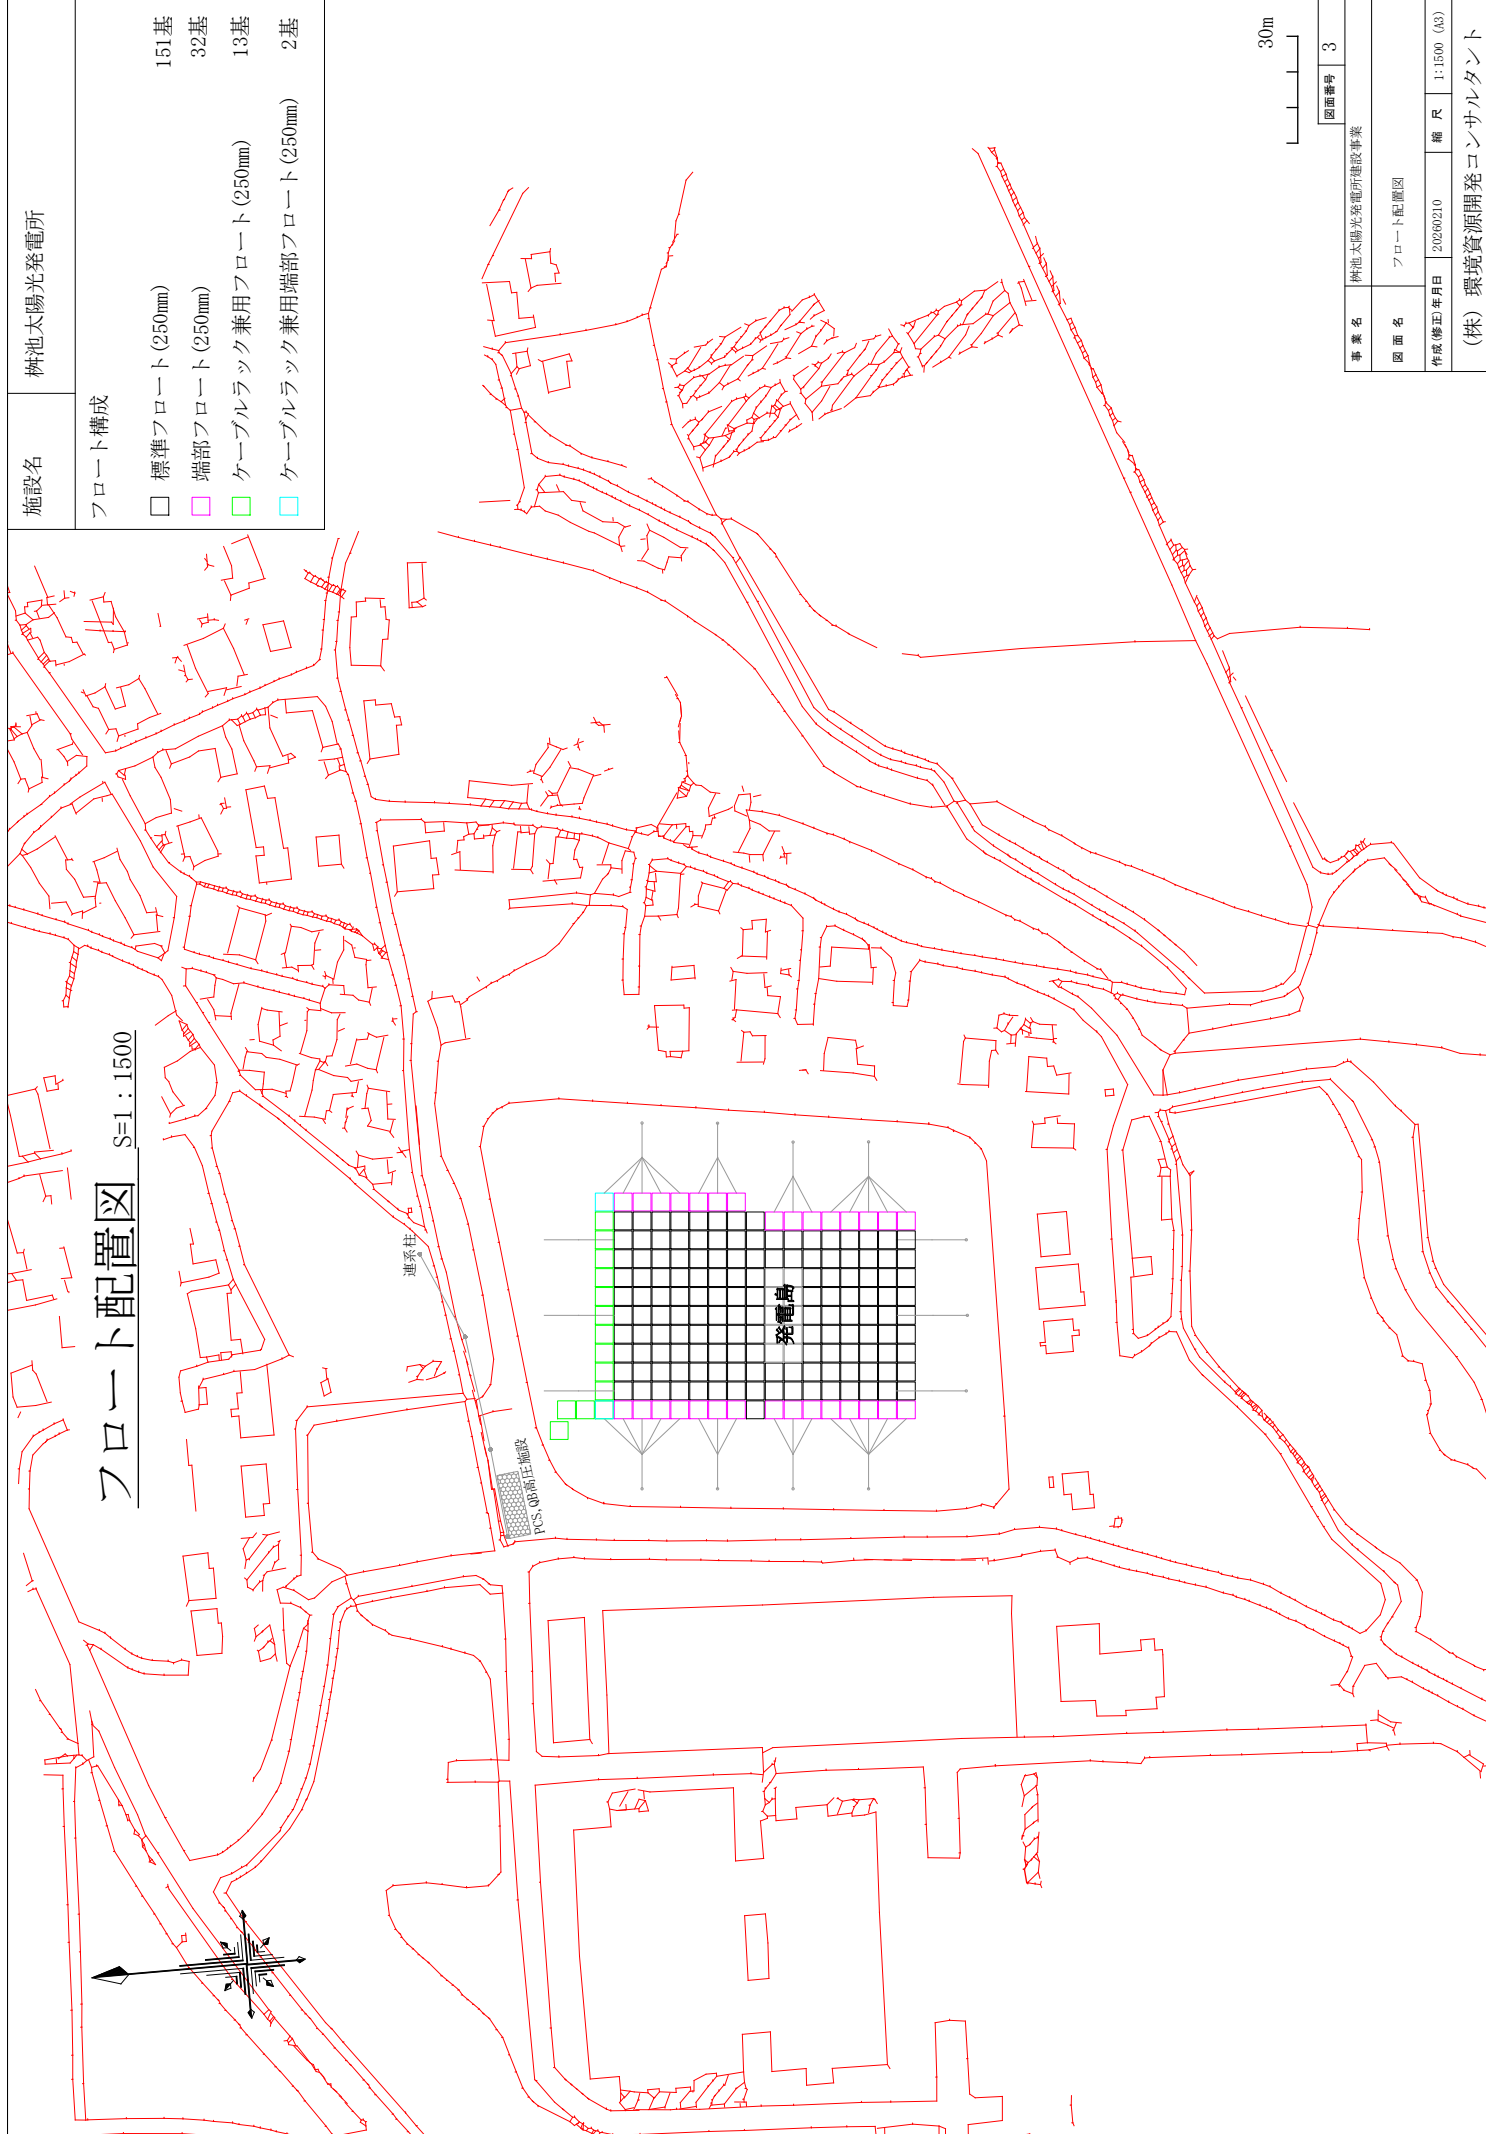 フロート配置図 S=1 : 1500
施設名 桝池太陽光発電所
フロート構成
標準フロート(250mm) 151基
端部フロート(250mm) 32基
ケーブルラック兼用フロート(250mm) 13基
ケーブルラック兼用端部フロート(250mm) 2基
連系柱
PCS,QB高圧施設
発電島
30m
図面番号 3
事業名 桝池太陽光発電所建設事業
図面名 フロート配置図
作成(修正)年月日 20260210 縮尺 1:1500 (A3)
(株) 環境資源開発コンサルタント